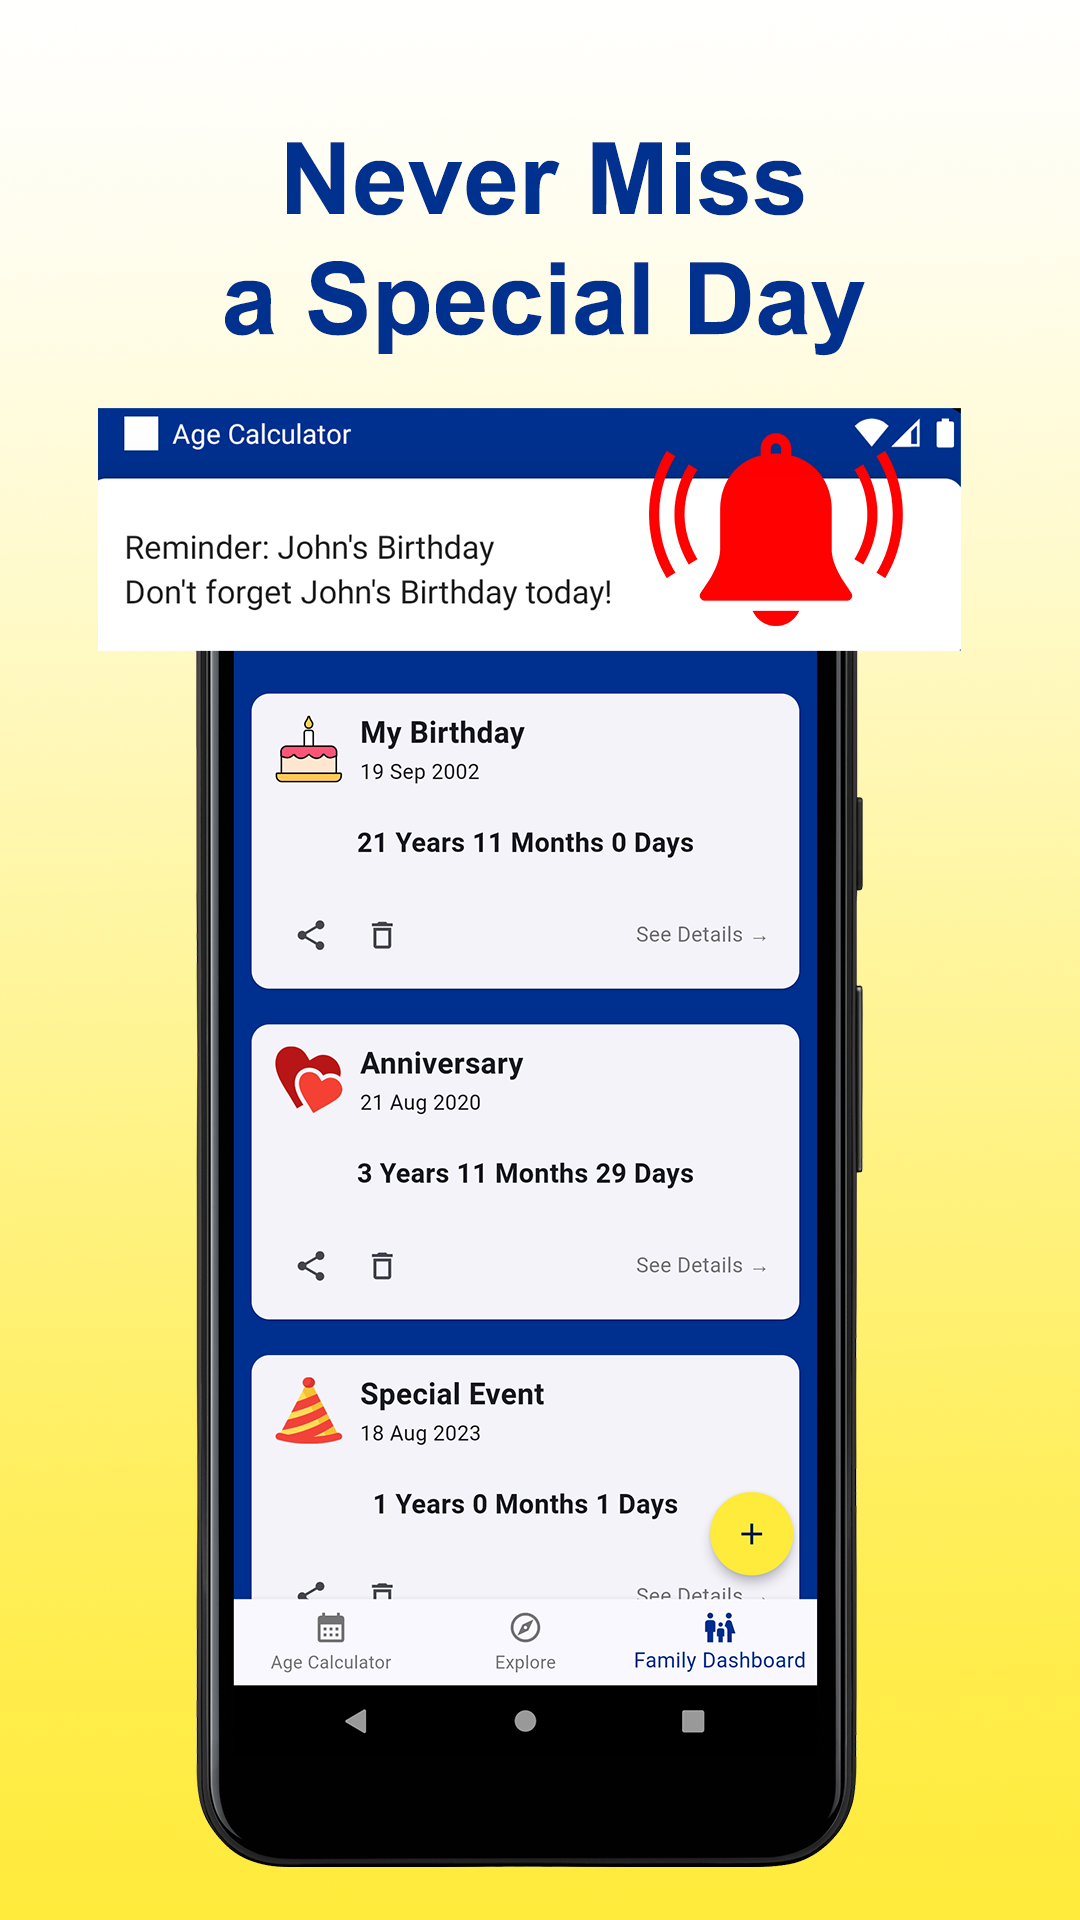 Never Miss
a Special Day
Age Calculator
Reminder: John's Birthday
Don't forget John's Birthday today!
My Birthday
19 Sep 2002
21 Years 11 Months 0 Days
See Details →
Anniversary
21 Aug 2020
3 Years 11 Months 29 Days
See Details →
Special Event
18 Aug 2023
1 Years 0 Months 1 Days
+
See Details →
Age Calculator
Explore
Family Dashboard